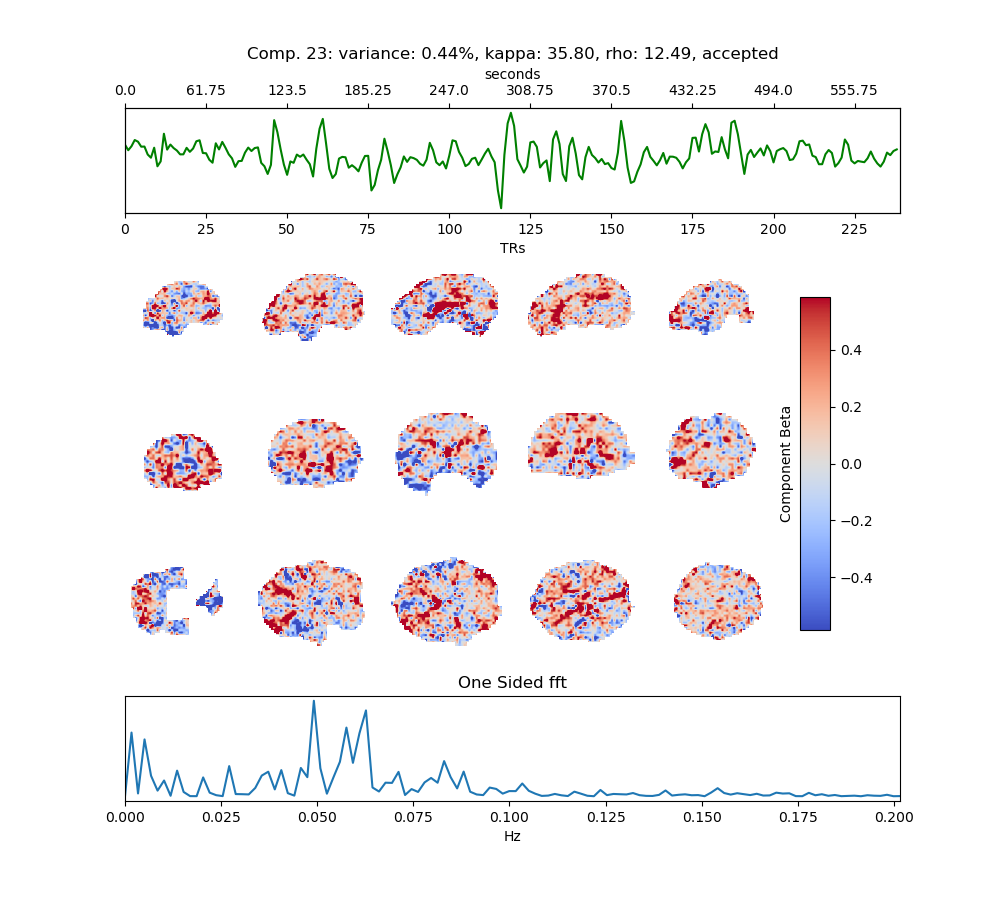 Comp. 23: variance: 0.44%, kappa: 35.80, rho: 12.49, accepted
seconds
0.0 61.75 123.5 185.25 247.0 308.75 370.5 432.25 494.0 555.75
0 25 50 75 100 125 150 175 200 225
TRs
0.4
0.2
0.0
−0.2
−0.4
Component Beta
One Sided fft
0.000 0.025 0.050 0.075 0.100 0.125 0.150 0.175 0.200
Hz